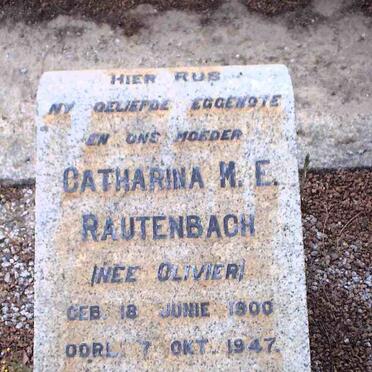 HIER RUS
MY GELIEFDE EGGENOTE
EN ONS MOEDER
CATHARINA M. E.
RAUTENBACH
(NEE OLIVIER)
GEB. 18 JUNIE 1900
OORL. 7 OKT. 1947.